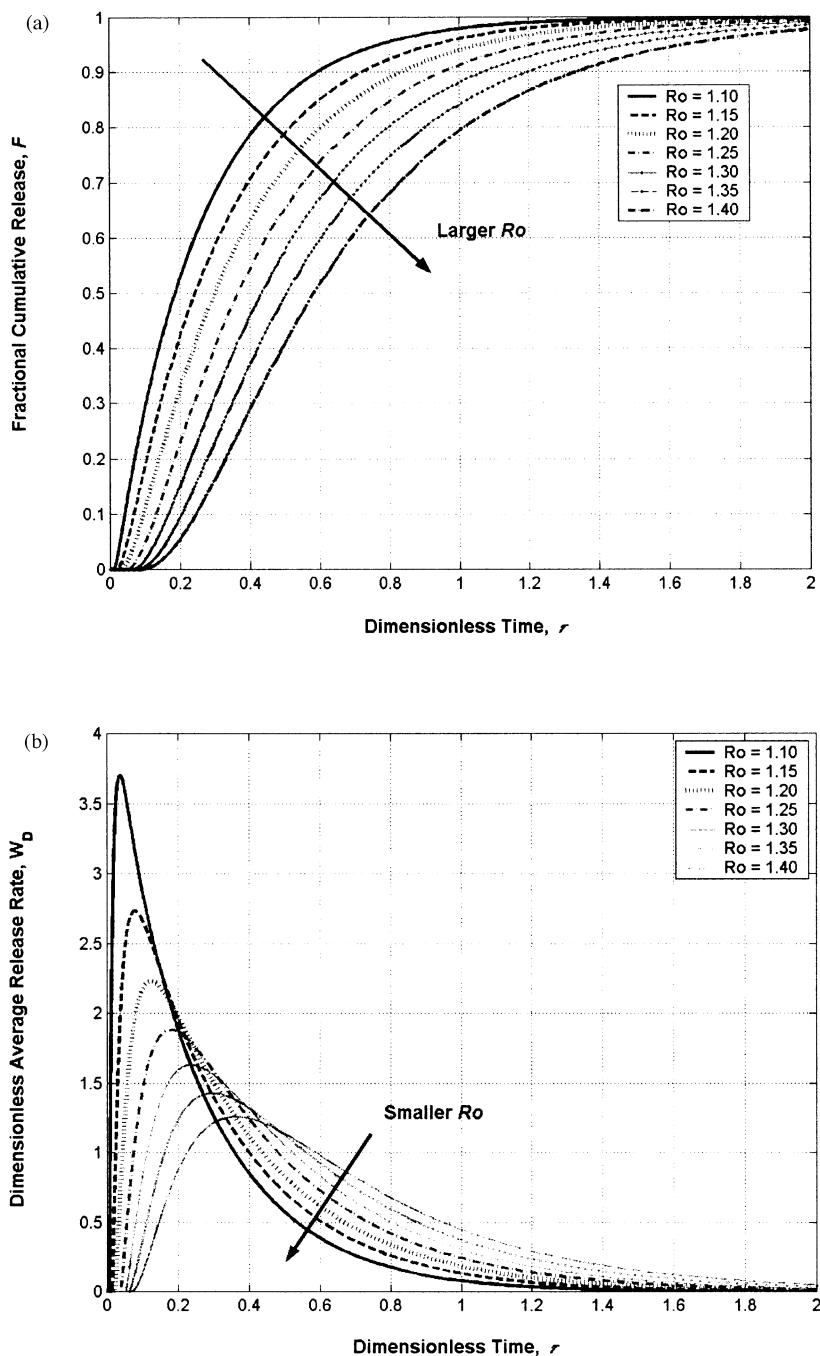 (a)
1
0.9
0.8
0.7
0.6
0.5
0.4
0.3
0.2
0.1
0
Fractional Cumulative Release, F
Ro = 1.10
Ro = 1.15
Ro = 1.20
Ro = 1.25
Ro = 1.30
Ro = 1.35
Ro = 1.40
Larger Ro
0 0.2 0.4 0.6 0.8 1 1.2 1.4 1.6 1.8 2
Dimensionless Time, 𝜏
(b)
4
3.5
3
2.5
2
1.5
1
0.5
0
Dimensionless Average Release Rate, W_D
Ro = 1.10
Ro = 1.15
Ro = 1.20
Ro = 1.25
Ro = 1.30
Ro = 1.35
Ro = 1.40
Smaller Ro
0 0.2 0.4 0.6 0.8 1 1.2 1.4 1.6 1.8 2
Dimensionless Time, 𝜏